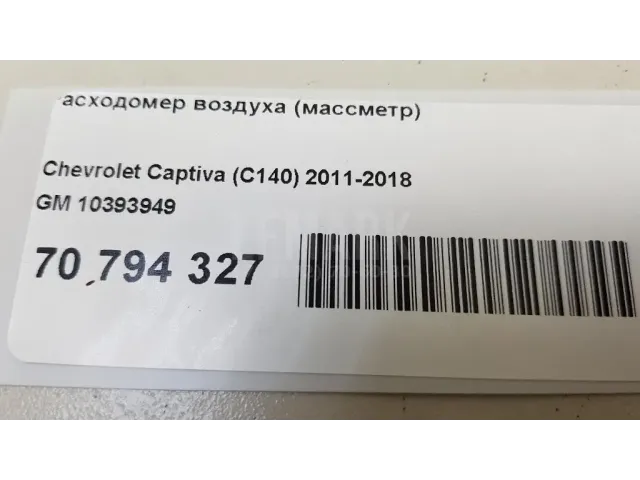 асходомер воздуха (массметр)
Chevrolet Captiva (C140) 2011-2018
GM 10393949
70 794 327